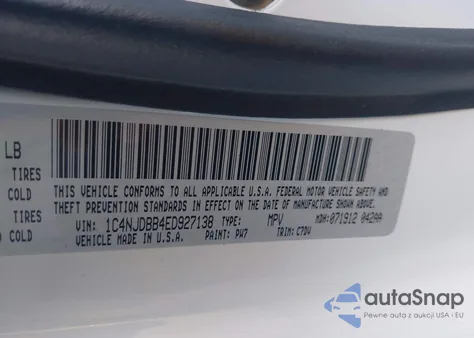 LB
TIRES
COLD
TIRES
COLD
THIS VEHICLE CONFORMS TO ALL APPLICABLE U.S.A. FEDERAL MOTOR VEHICLE SAFETY AND
THEFT PREVENTION STANDARDS IN EFFECT ON THE DATE OF MANUFACTURE SHOWN ABOVE.
VIN: 1C4NJDBB4ED927138 TYPE: MPV MDH: 071912 042AA
VEHICLE MADE IN U.S.A. PAINT: PW7 TRIM: C7DV
autoSnap
Pewne auta z aukcji USA i EU